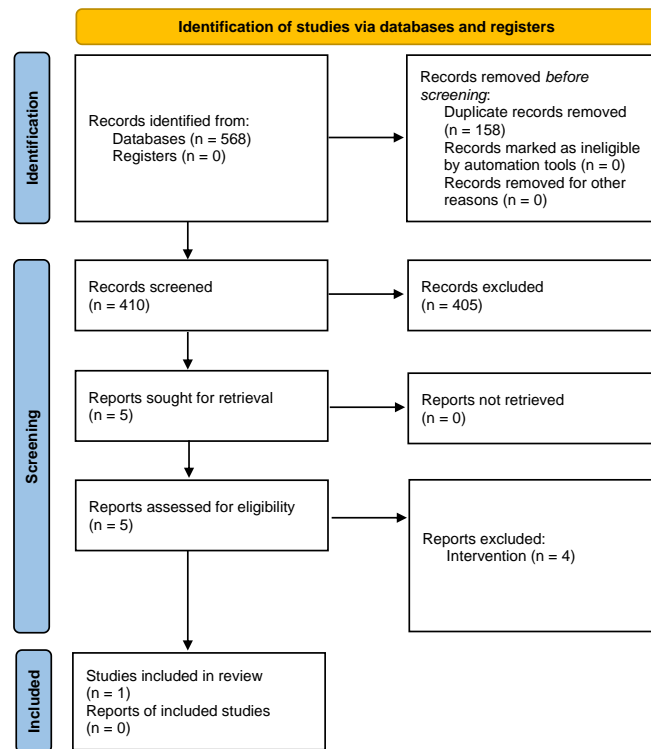 Identification of studies via databases and registers
Identification
Records identified from:
Databases (n = 568)
Registers (n = 0)
Records removed before
screening:
Duplicate records removed
(n = 158)
Records marked as ineligible
by automation tools (n = 0)
Records removed for other
reasons (n = 0)
Screening
Records screened
(n = 410)
Records excluded
(n = 405)
Reports sought for retrieval
(n = 5)
Reports not retrieved
(n = 0)
Reports assessed for eligibility
(n = 5)
Reports excluded:
Intervention (n = 4)
Included
Studies included in review
(n = 1)
Reports of included studies
(n = 0)